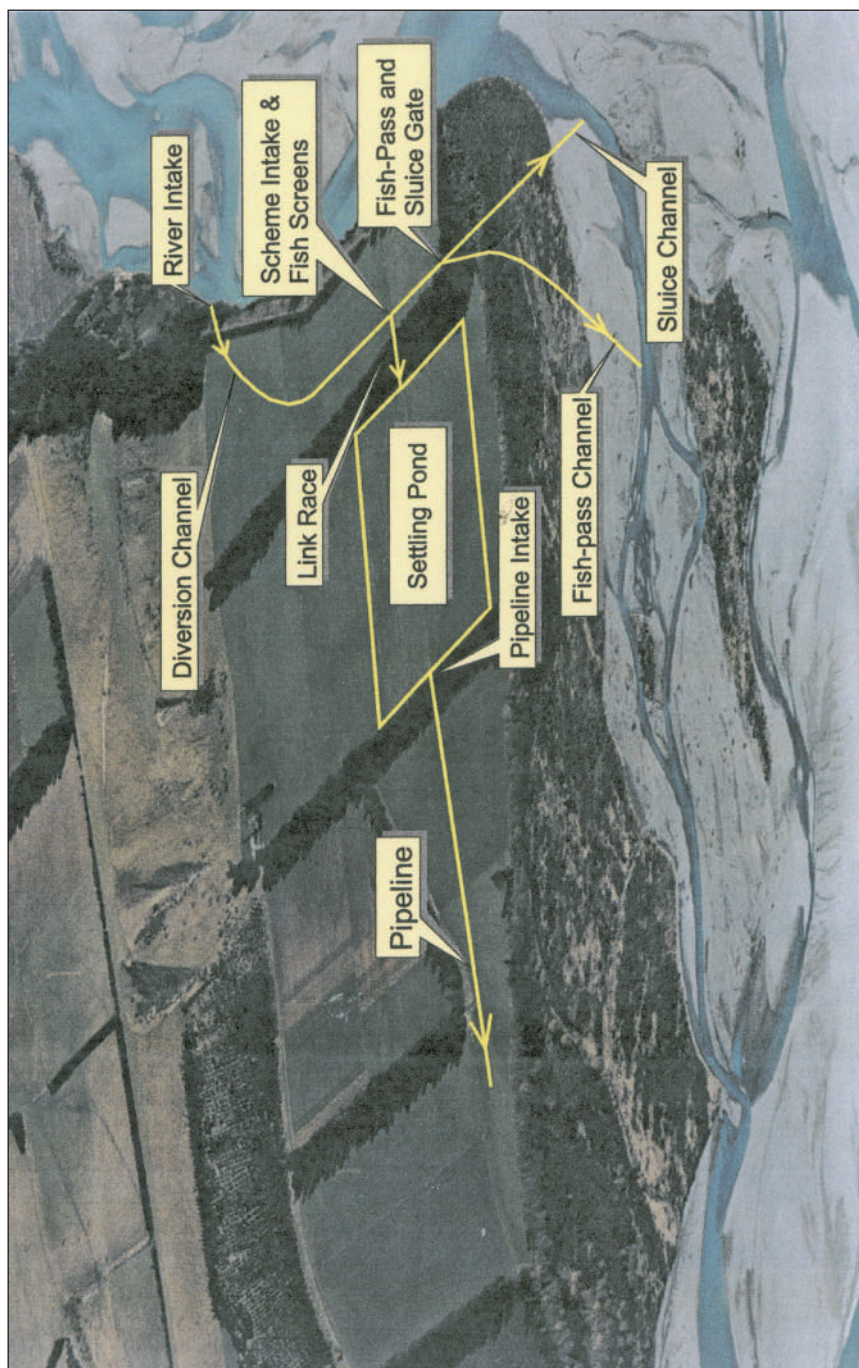 River Intake
Scheme Intake &
Fish Screens
Fish-Pass and
Sluice Gate
Diversion Channel
Link Race
Settling Pond
Sluice Channel
Pipeline
Pipeline Intake
Fish-pass Channel